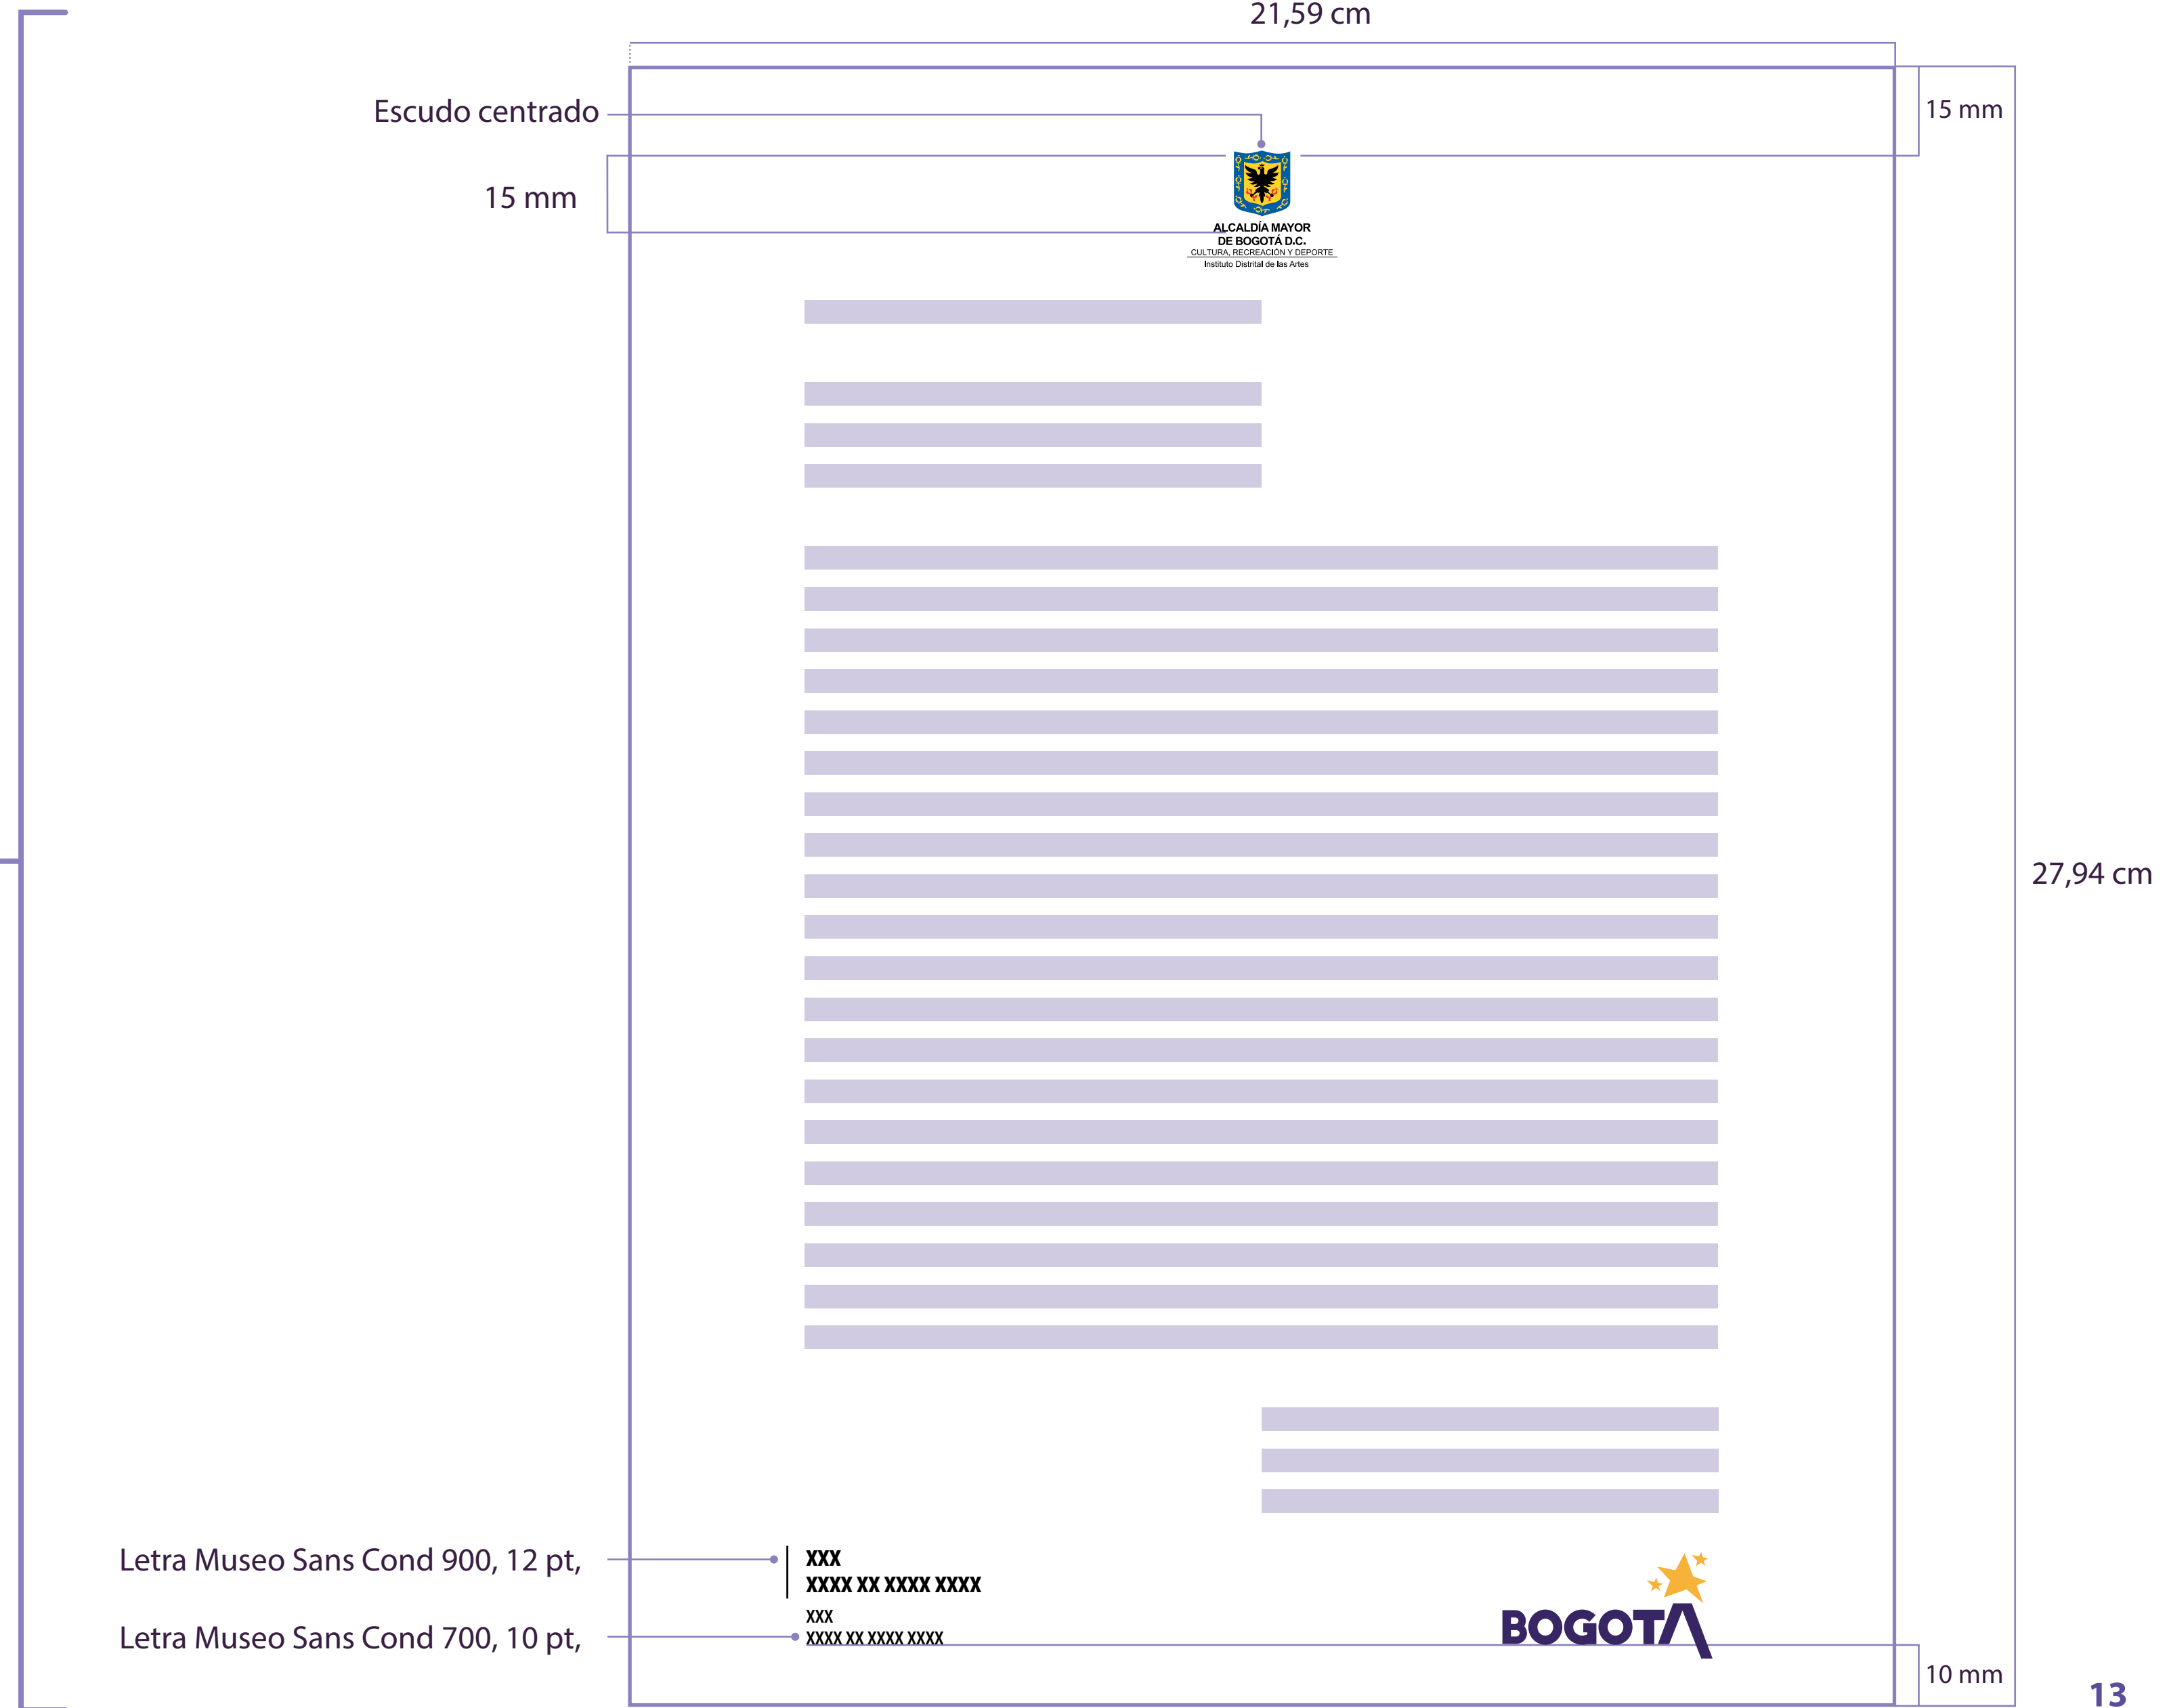 21,59 cm
Escudo centrado
15 mm
15 mm
ALCALDÍA MAYOR
DE BOGOTÁ D.C.
CULTURA, RECREACIÓN Y DEPORTE
Instituto Distrital de las Artes
27,94 cm
Letra Museo Sans Cond 900, 12 pt,
XXX
XXXX XX XXXX XXXX
XXX
Letra Museo Sans Cond 700, 10 pt,
XXXX XX XXXX XXXX
BOGOTÁ
10 mm
13